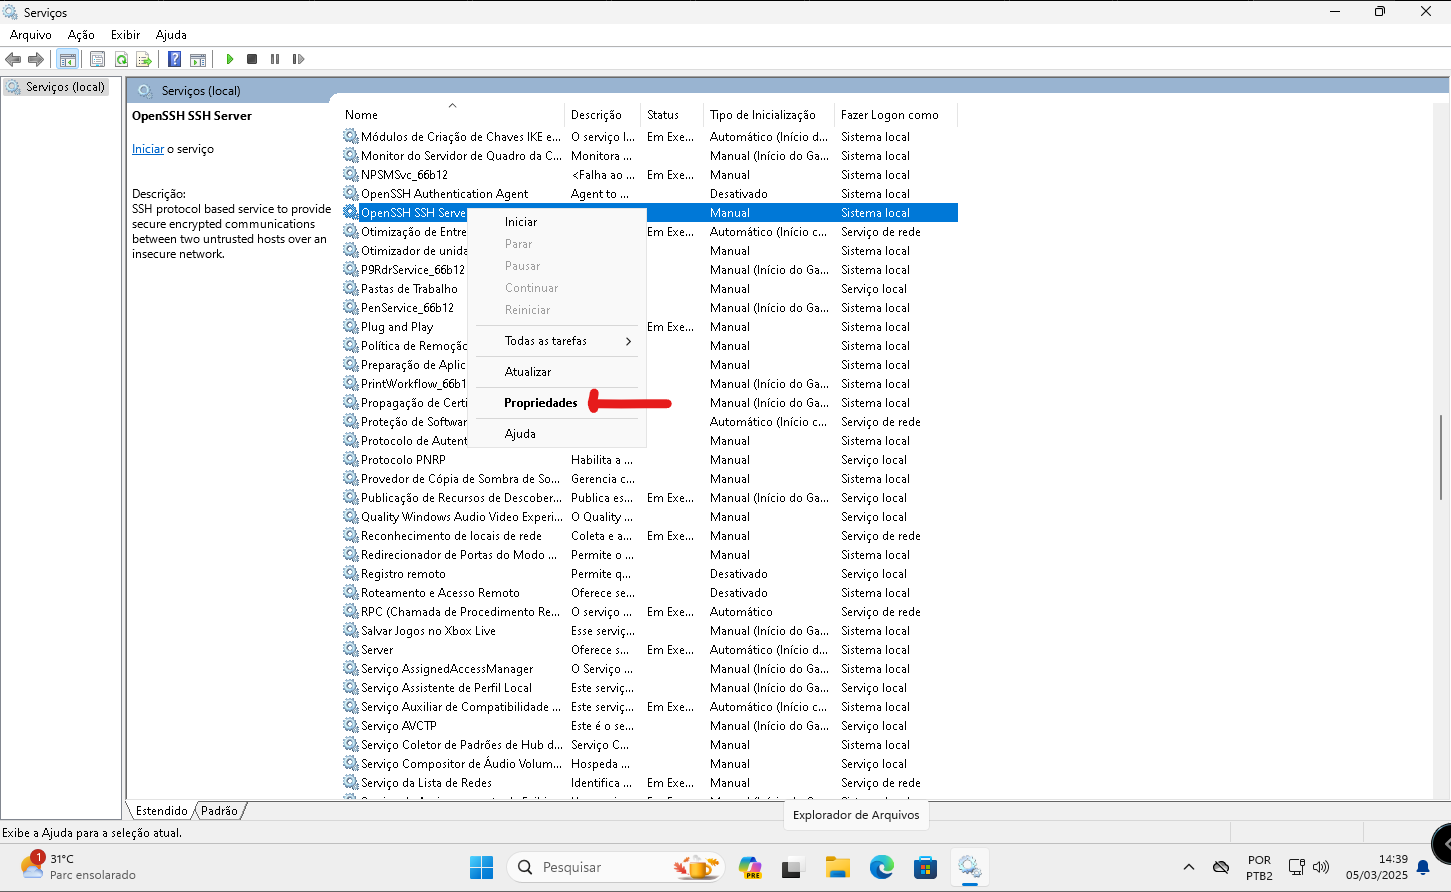 Serviços
Arquivo Ação Exibir Ajuda
Serviços (local)
Serviços (local)
OpenSSH SSH Server
Iniciar o serviço
Descrição:
SSH protocol based service to provide
secure encrypted communications
between two untrusted hosts over an
insecure network.
Nome Descrição Status Tipo de Inicialização Fazer Logon como
Módulos de Criação de Chaves IKE e... O serviço I... Em Exe... Automático (Início d... Sistema local
Monitor do Servidor de Quadro da C... Monitora ... Manual (Início do Ga... Sistema local
NPSMSvc_66b12 <Falha ao ... Em Exe... Manual Sistema local
OpenSSH Authentication Agent Agent to ... Desativado Sistema local
OpenSSH SSH Serve Manual Sistema local
Otimização de Entre Em Exe... Automático (Início c... Serviço de rede
Otimizador de unida Manual Sistema local
P9RdrService_66b12 Manual (Início do Ga... Sistema local
Pastas de Trabalho Manual Serviço local
PenService_66b12 Manual (Início do Ga... Sistema local
Plug and Play Em Exe... Manual Sistema local
Política de Remoção Manual Sistema local
Preparação de Aplic Manual Sistema local
PrintWorkflow_66b1 Manual (Início do Ga... Sistema local
Propagação de Certi Manual (Início do Ga... Sistema local
Proteção de Softwar Automático (Início c... Serviço de rede
Protocolo de Autent Manual Sistema local
Protocolo PNRP Habilita a ... Manual Serviço local
Provedor de Cópia de Sombra de So... Gerencia c... Manual Sistema local
Publicação de Recursos de Descober... Publica es... Em Exe... Manual (Início do Ga... Serviço local
Quality Windows Audio Video Experi... O Quality ... Manual Serviço local
Reconhecimento de locais de rede Coleta e a... Em Exe... Manual Serviço de rede
Redirecionador de Portas do Modo ... Permite o ... Manual Sistema local
Registro remoto Permite q... Desativado Serviço local
Roteamento e Acesso Remoto Oferece se... Desativado Sistema local
RPC (Chamada de Procedimento Re... O serviço ... Em Exe... Automático Serviço de rede
Salvar Jogos no Xbox Live Esse serviç... Manual (Início do Ga... Sistema local
Server Oferece s... Em Exe... Automático (Início d... Sistema local
Serviço AssignedAccessManager O Serviço ... Manual (Início do Ga... Sistema local
Serviço Assistente de Perfil Local Este serviç... Manual (Início do Ga... Serviço local
Serviço Auxiliar de Compatibilidade ... Este serviç... Em Exe... Automático (Início c... Sistema local
Serviço AVCTP Este é o se... Manual (Início do Ga... Serviço local
Serviço Coletor de Padrões de Hub d... Serviço C... Manual Sistema local
Serviço Compositor de Áudio Volum... Hospeda ... Manual Serviço local
Serviço da Lista de Redes Identifica ... Em Exe... Manual Serviço de rede
Iniciar
Parar
Pausar
Continuar
Reiniciar
Todas as tarefas
Atualizar
Propriedades
Ajuda
Estendido Padrão
Explorador de Arquivos
Exibe a Ajuda para a seleção atual.
1
31°C
Parc ensolarado
Pesquisar
PRE
POR
PTB2
14:39
05/03/2025